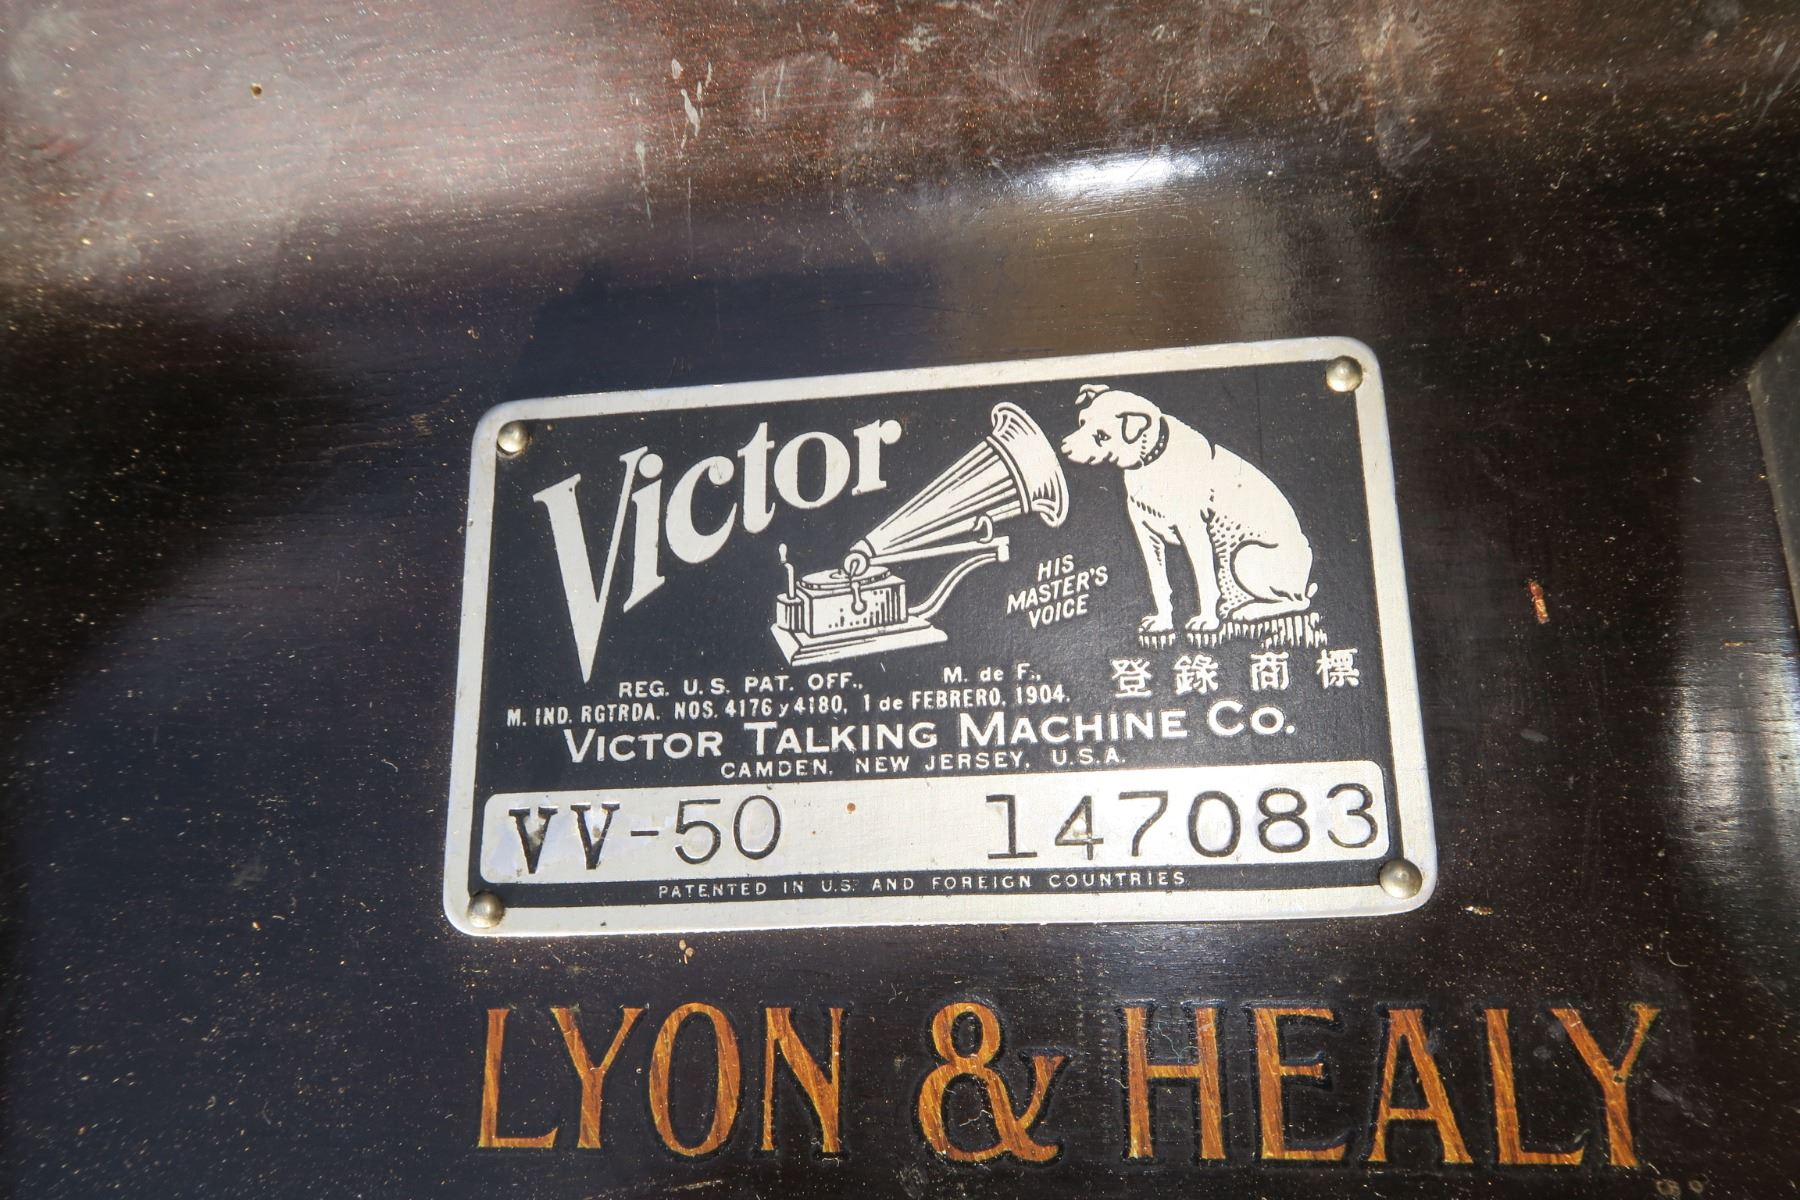 Victor
HIS
MASTER'S
VOICE
REG. U.S. PAT. OFF., M. de F.,
登錄商標
M. IND. RGTRDA. NOS. 4176 y 4180, 1 de FEBRERO, 1904.
VICTOR TALKING MACHINE CO.
CAMDEN, NEW JERSEY, U.S.A.
VV-50 147083
PATENTED IN U.S. AND FOREIGN COUNTRIES
LYON & HEALY